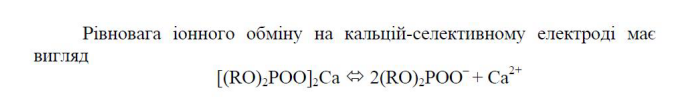 Рівновага іонного обміну на кальцій-селективному електроді має
вигляд
[(RO)₂POO]₂Ca ⇔ 2(RO)₂POO⁻ + Ca²⁺